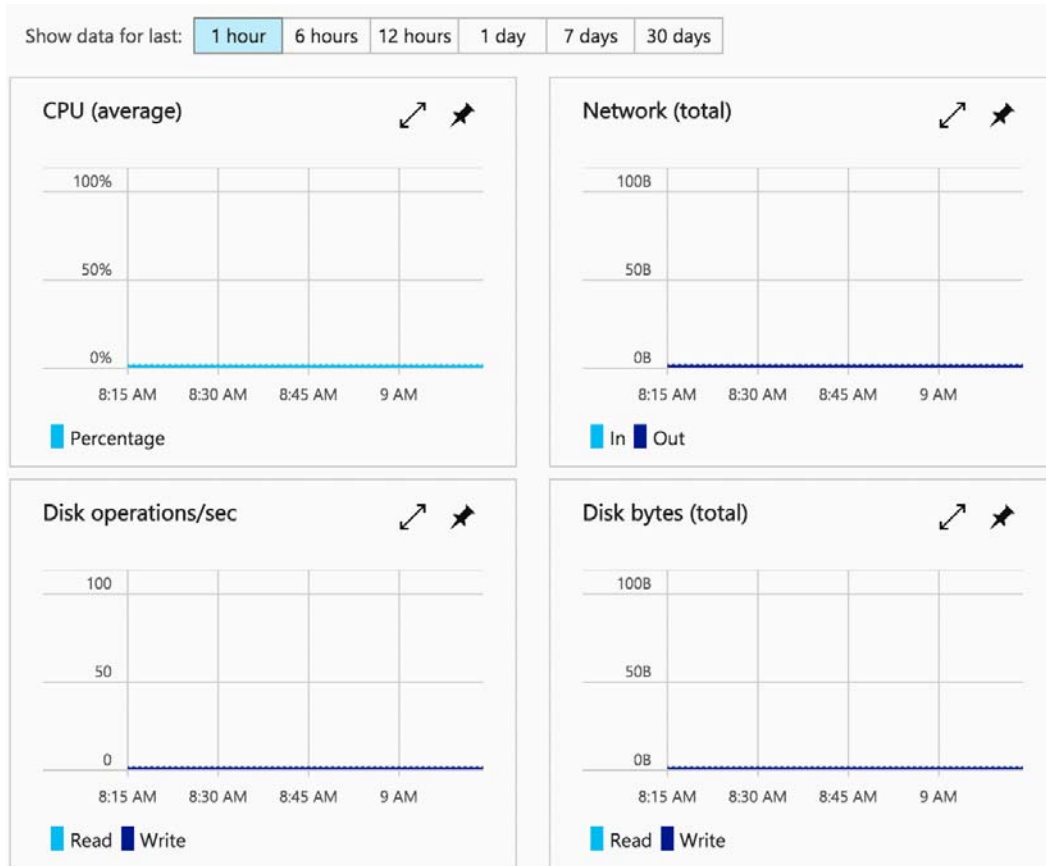 Show data for last: 1 hour 6 hours 12 hours 1 day 7 days 30 days
CPU (average)
100%
50%
0%
8:15 AM 8:30 AM 8:45 AM 9 AM
Percentage
Network (total)
100B
50B
0B
8:15 AM 8:30 AM 8:45 AM 9 AM
In Out
Disk operations/sec
100
50
0
8:15 AM 8:30 AM 8:45 AM 9 AM
Read Write
Disk bytes (total)
100B
50B
0B
8:15 AM 8:30 AM 8:45 AM 9 AM
Read Write